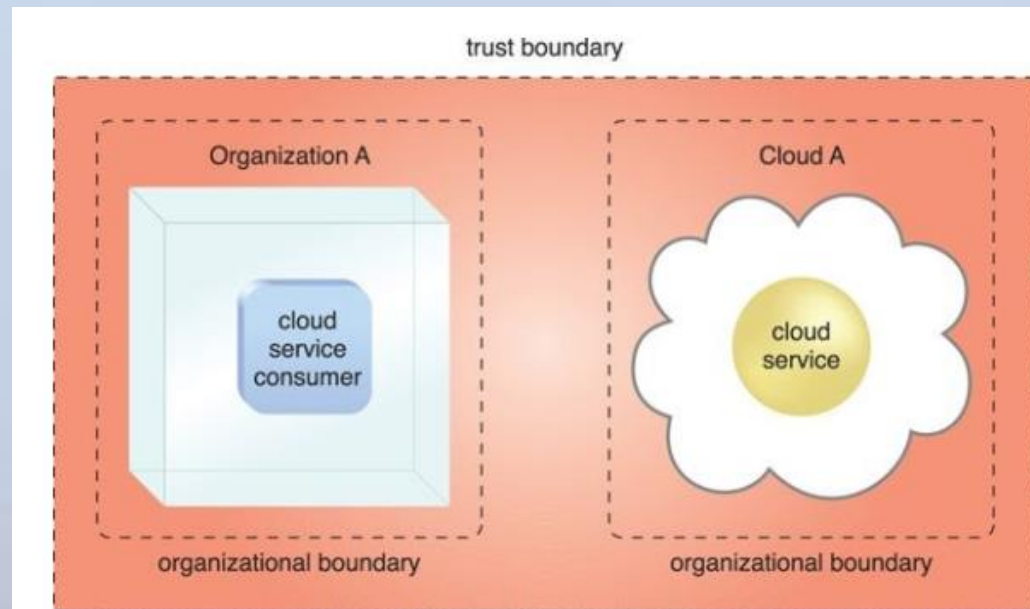 trust boundary
Organization A
Cloud A
cloud
service
consumer
cloud
service
organizational boundary
organizational boundary